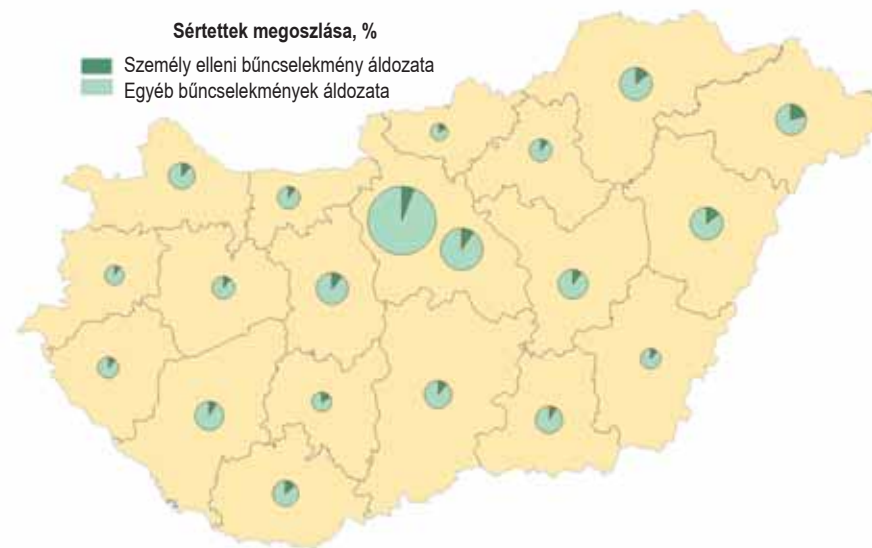 Sértettek megoszlása, %
Személy elleni bűncselekmény áldozata
Egyéb bűncselekmények áldozata